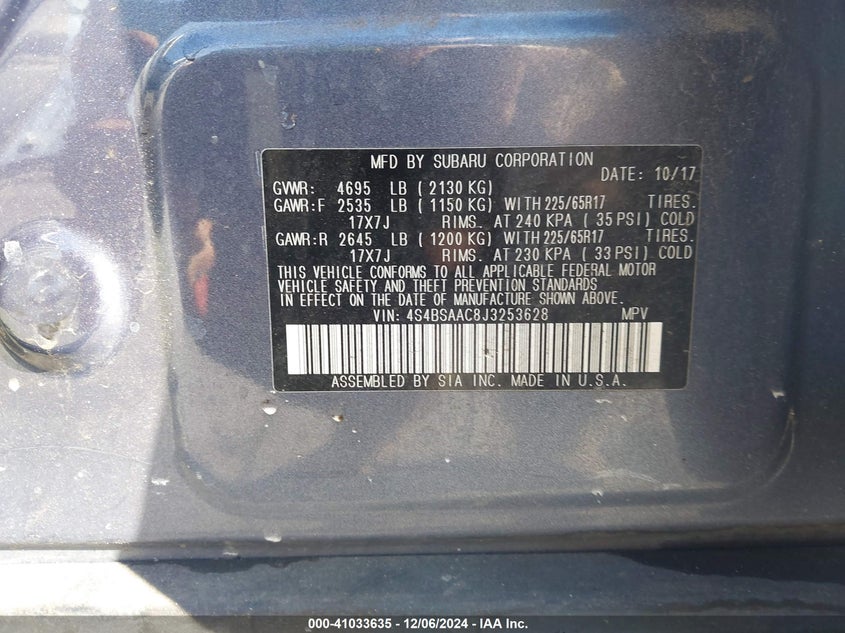 MFD BY SUBARU CORPORATION
DATE: 10/17
GVWR: 4695 LB ( 2130 KG)
GAWR:F 2535 LB ( 1150 KG) WITH 225/65R17 TIRES.
17X7J RIMS. AT 240 KPA ( 35 PSI) COLD
GAWR:R 2645 LB ( 1200 KG) WITH 225/65R17 TIRES.
17X7J RIMS. AT 230 KPA ( 33 PSI) COLD
THIS VEHICLE CONFORMS TO ALL APPLICABLE FEDERAL MOTOR
VEHICLE SAFETY AND THEFT PREVENTION STANDARDS
IN EFFECT ON THE DATE OF MANUFACTURE SHOWN ABOVE.
VIN: 4S4BSAAC8J3253628 MPV
ASSEMBLED BY SIA INC. MADE IN U.S.A.
000-41033635 - 12/06/2024 - IAA Inc.